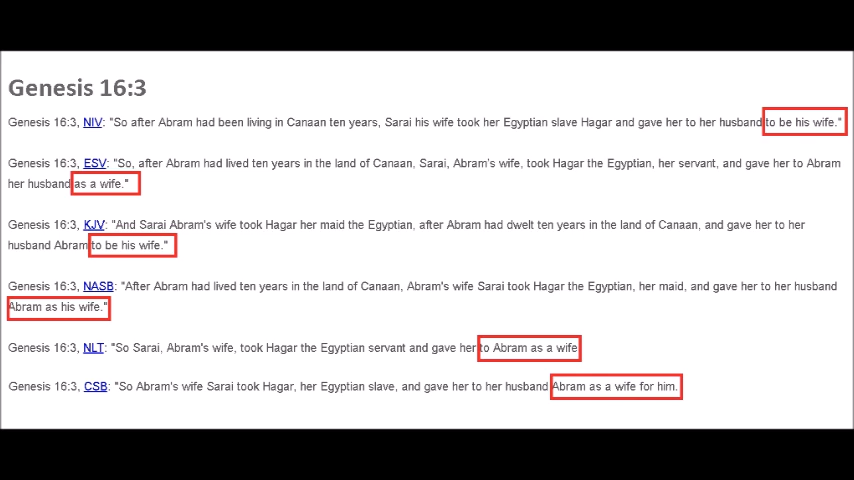 Genesis 16:3
Genesis 16:3, NIV: "So after Abram had been living in Canaan ten years, Sarai his wife took her Egyptian slave Hagar and gave her to her husband to be his wife."
Genesis 16:3, ESV: "So, after Abram had lived ten years in the land of Canaan, Sarai, Abram's wife, took Hagar the Egyptian, her servant, and gave her to Abram
her husband as a wife."
Genesis 16:3, KJV: "And Sarai Abram's wife took Hagar her maid the Egyptian, after Abram had dwelt ten years in the land of Canaan, and gave her to her
husband Abram to be his wife."
Genesis 16:3, NASB: "After Abram had lived ten years in the land of Canaan, Abram's wife Sarai took Hagar the Egyptian, her maid, and gave her to her husband
Abram as his wife."
Genesis 16:3, NLT: "So Sarai, Abram's wife, took Hagar the Egyptian servant and gave her to Abram as a wife
Genesis 16:3, CSB: "So Abram's wife Sarai took Hagar, her Egyptian slave, and gave her to her husband Abram as a wife for him.